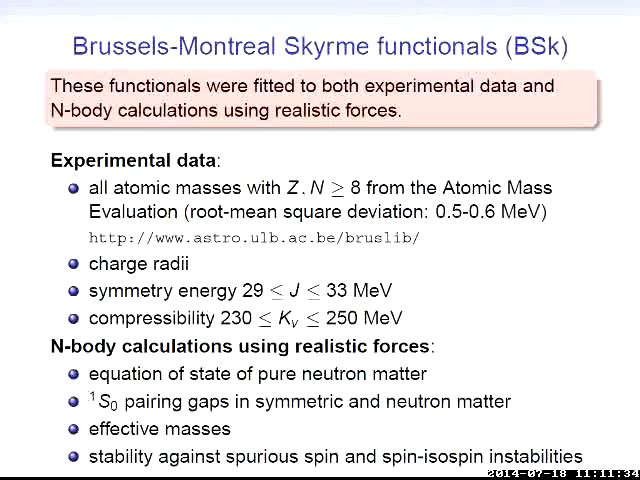 Brussels-Montreal Skyrme functionals (BSk)
These functionals were fitted to both experimental data and
N-body calculations using realistic forces.
Experimental data:
all atomic masses with Z, N ≥ 8 from the Atomic Mass
Evaluation (root-mean square deviation: 0.5-0.6 MeV)
http://www.astro.ulb.ac.be/bruslib/
charge radii
symmetry energy 29 ≤ J ≤ 33 MeV
compressibility 230 ≤ Kv ≤ 250 MeV
N-body calculations using realistic forces:
equation of state of pure neutron matter
¹S₀ pairing gaps in symmetric and neutron matter
effective masses
stability against spurious spin and spin-isospin instabilities
2014-07-18 11:11:34